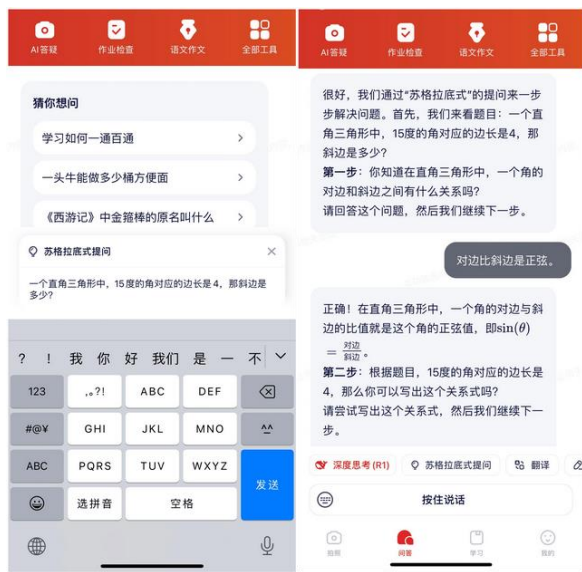 AI答疑 作业检查 语文作文 全部工具
猜你想问
学习如何一通百通
一头牛能做多少桶方便面
《西游记》中金箍棒的原名叫什么
苏格拉底式提问
一个直角三角形中，15度的角对应的边长是4，那斜边是
多少？
? ! 我 你 好 我们 是 一 不
123 ,。?! ABC DEF
#@¥ GHI JKL MNO ^^
ABC PQRS TUV WXYZ
发送
选拼音 空格
AI答疑 作业检查 语文作文 全部工具
很好，我们通过“苏格拉底式”的提问来一步
步解决问题。首先，我们来看题目：一个直
角三角形中，15度的角对应的边长是4，那
斜边是多少？
第一步：你知道在直角三角形中，一个角的
对边和斜边之间有什么关系吗？
请回答这个问题，然后我们继续下一步。
对边比斜边是正弦。
正确！在直角三角形中，一个角的对边与斜
边的比值就是这个角的正弦值，即sin(θ)
= 对边/斜边 。
第二步：根据题目，15度的角对应的边长是
4，那么你可以写出这个关系式吗？
请尝试写出这个关系式，然后我们继续下一
步。
深度思考(R1) 苏格拉底式提问 翻译
按住说话
拍照 问答 学习 我的